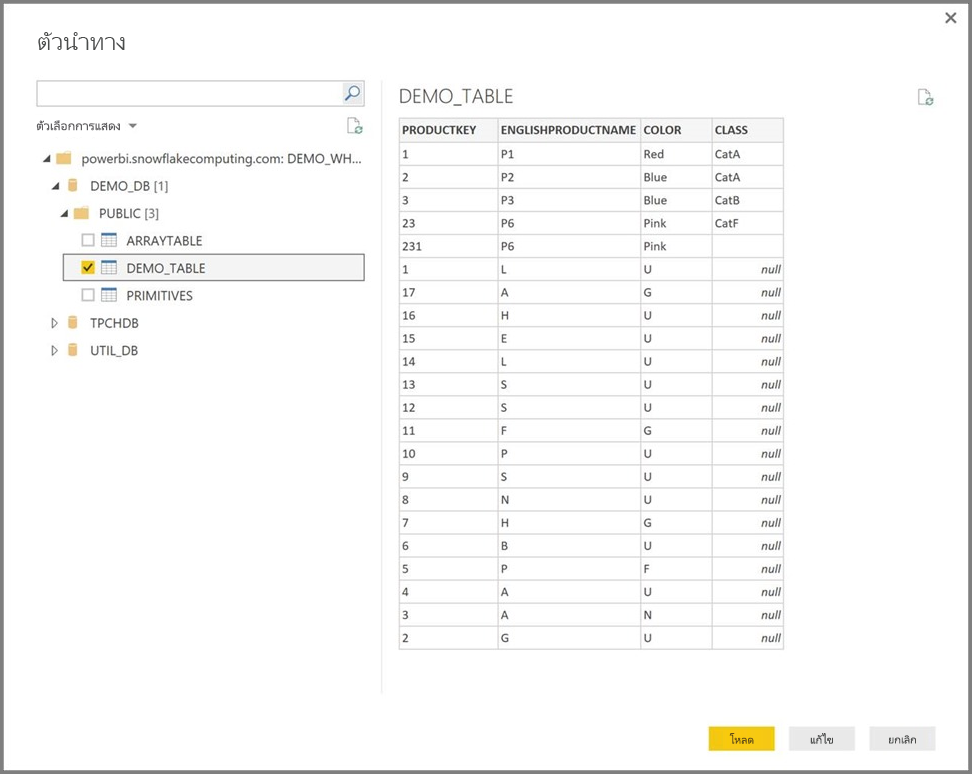 ตัวนำทาง
ตัวเลือกการแสดง
powerbi.snowflakecomputing.com: DEMO_WH...
DEMO_DB [1]
PUBLIC [3]
ARRAYTABLE
DEMO_TABLE
PRIMITIVES
TPCHDB
UTIL_DB
DEMO_TABLE
PRODUCTKEY ENGLISHPRODUCTNAME COLOR CLASS
1 P1 Red CatA
2 P2 Blue CatA
3 P3 Blue CatB
23 P6 Pink CatF
231 P6 Pink
1 L U null
17 A G null
16 H U null
15 E U null
14 L U null
13 S U null
12 S U null
11 F G null
10 P U null
9 S U null
8 N U null
7 H G null
6 B U null
5 P F null
4 A U null
3 A N null
2 G U null
โหลด แก้ไข ยกเลิก